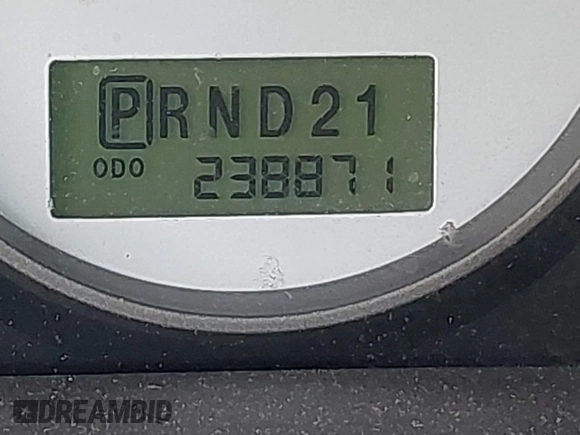 PRND21
ODO 238871
DREAMBID